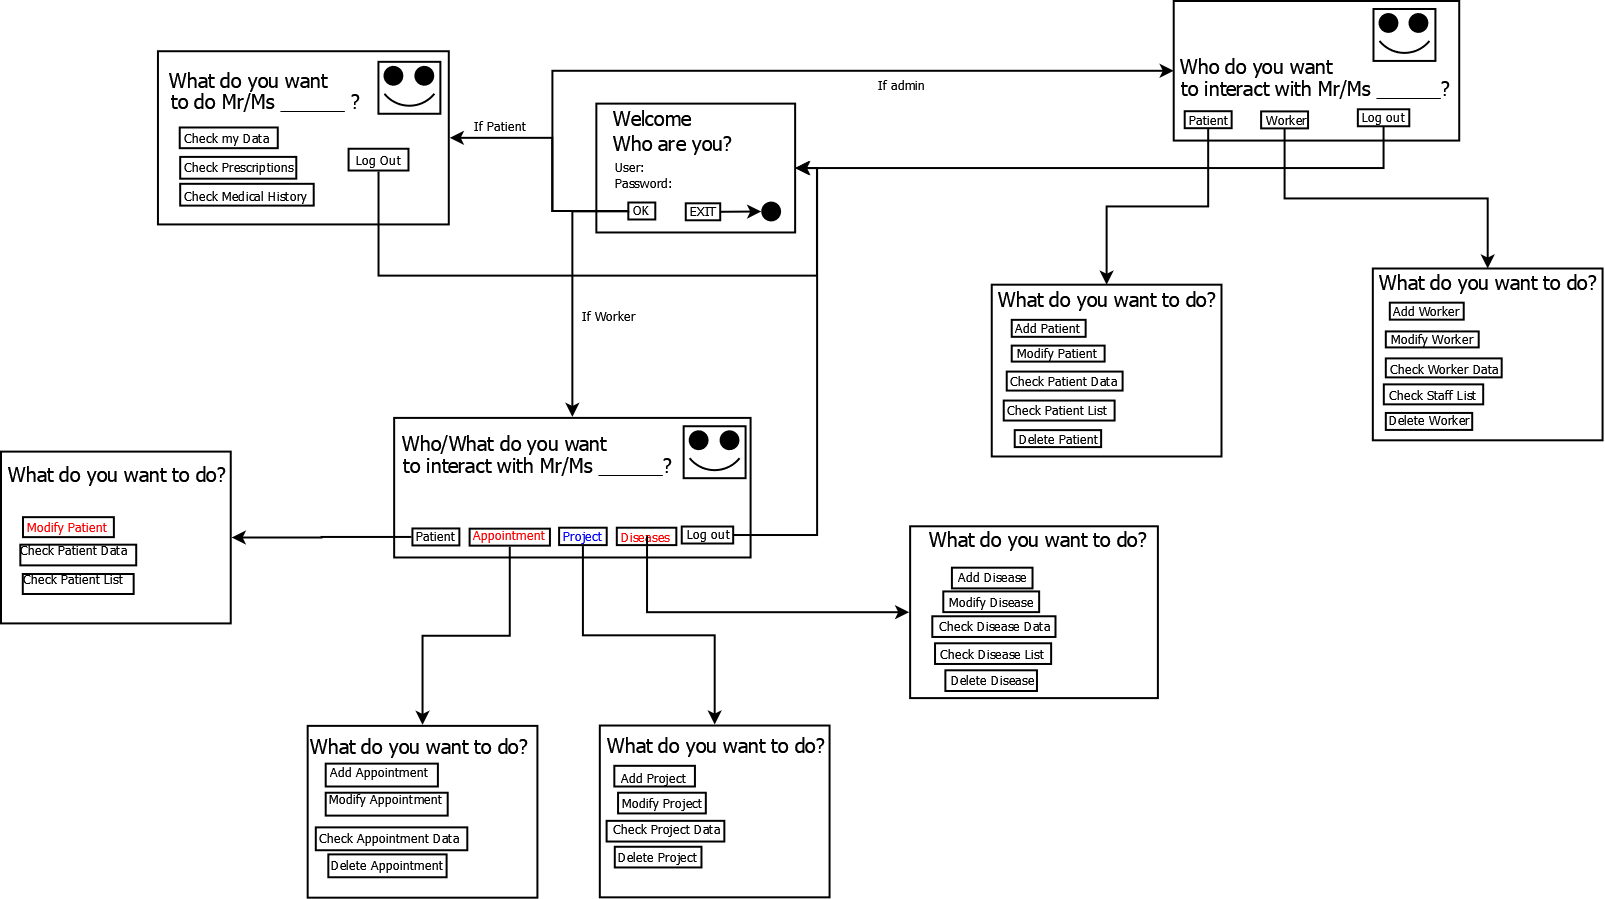 What do you want
to do Mr/Ms ______ ?
Check my Data
Check Prescriptions
Check Medical History
Log Out
If Patient
Welcome
Who are you?
User:
Password:
OK
EXIT
If admin
Who do you want
to interact with Mr/Ms ______?
Patient
Worker
Log out
If Worker
What do you want to do?
Add Patient
Modify Patient
Check Patient Data
Check Patient List
Delete Patient
What do you want to do?
Add Worker
Modify Worker
Check Worker Data
Check Staff List
Delete Worker
Who/What do you want
to interact with Mr/Ms ______?
Patient
Appointment
Project
Diseases
Log out
What do you want to do?
Modify Patient
Check Patient Data
Check Patient List
What do you want to do?
Add Disease
Modify Disease
Check Disease Data
Check Disease List
Delete Disease
What do you want to do?
Add Appointment
Modify Appointment
Check Appointment Data
Delete Appointment
What do you want to do?
Add Project
Modify Project
Check Project Data
Delete Project